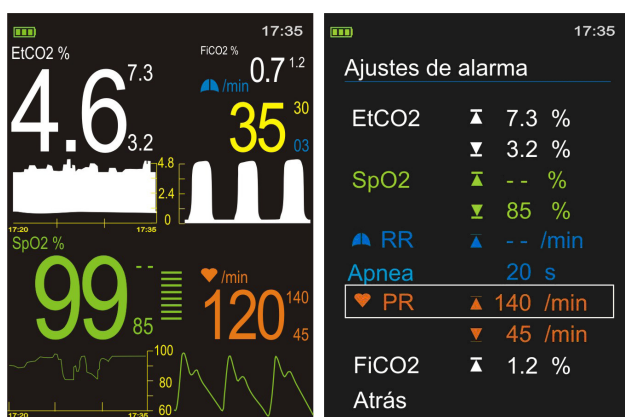 17:35
EtCO2 %
4.6
7.3
3.2
FiCO2 %
0.7
1.2
/min
35
30
03
4.8
2.4
0
17:20
17:35
SpO2 %
99
--
85
/min
120
140
45
100
80
60
17:20
17:35
17:35
Ajustes de alarma
EtCO2 7.3 %
3.2 %
SpO2 -- %
85 %
RR -- /min
Apnea 20 s
PR 140 /min
45 /min
FiCO2 1.2 %
Atrás